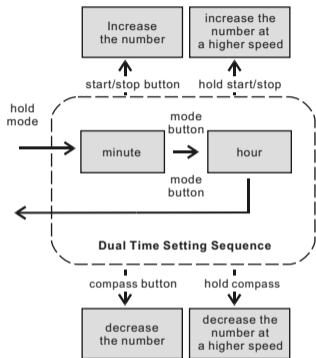 Increase
the number
increase the
number at
a higher speed
start/stop button
hold start/stop
hold
mode
mode
button
minute
hour
mode
button
Dual Time Setting Sequence
compass button
hold compass
decrease
the number
decrease the
number at
a higher speed